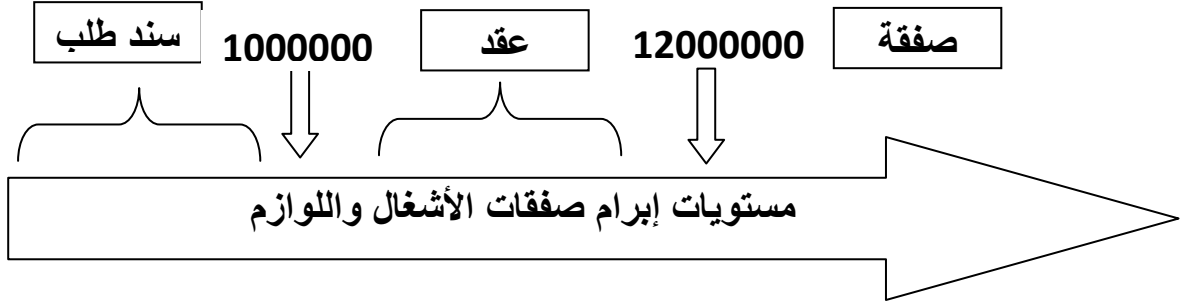 سند طلب
1000000
عقد
12000000
صفقة
مستويات إبرام صفقات الأشغال واللوازم